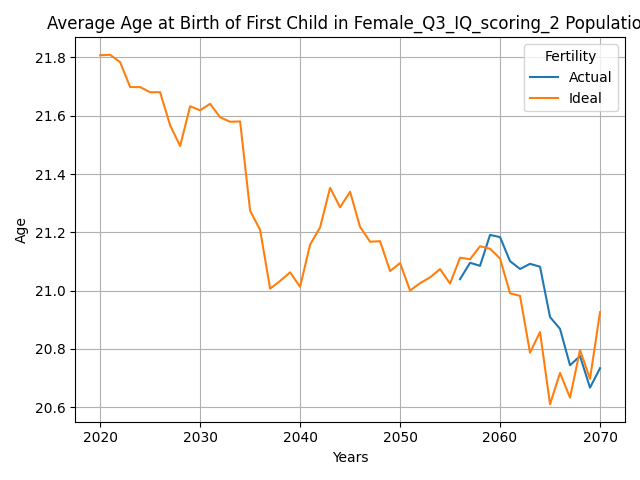 Average Age at Birth of First Child in Female_Q3_IQ_scoring_2 Populatio
Fertility
Actual
Ideal
21.8
21.6
21.4
21.2
21.0
20.8
20.6
Age
2020 2030 2040 2050 2060 2070
Years